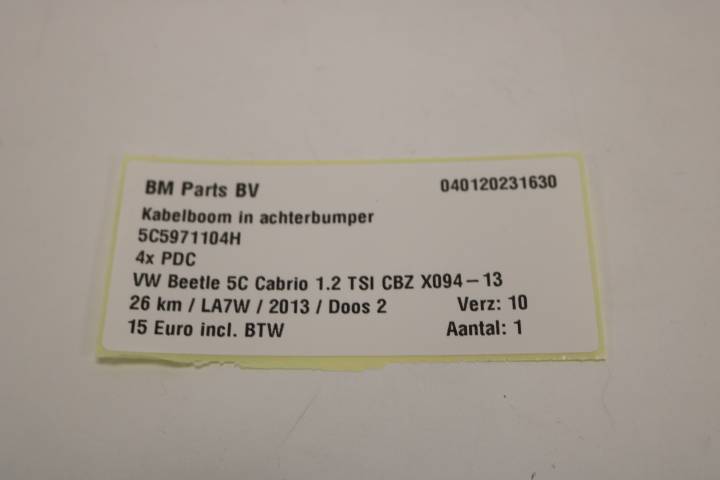 BM Parts BV 040120231630
Kabelboom in achterbumper
5C5971104H
4x PDC
VW Beetle 5C Cabrio 1.2 TSI CBZ X094-13
26 km / LA7W / 2013 / Doos 2 Verz: 10
15 Euro incl. BTW Aantal: 1